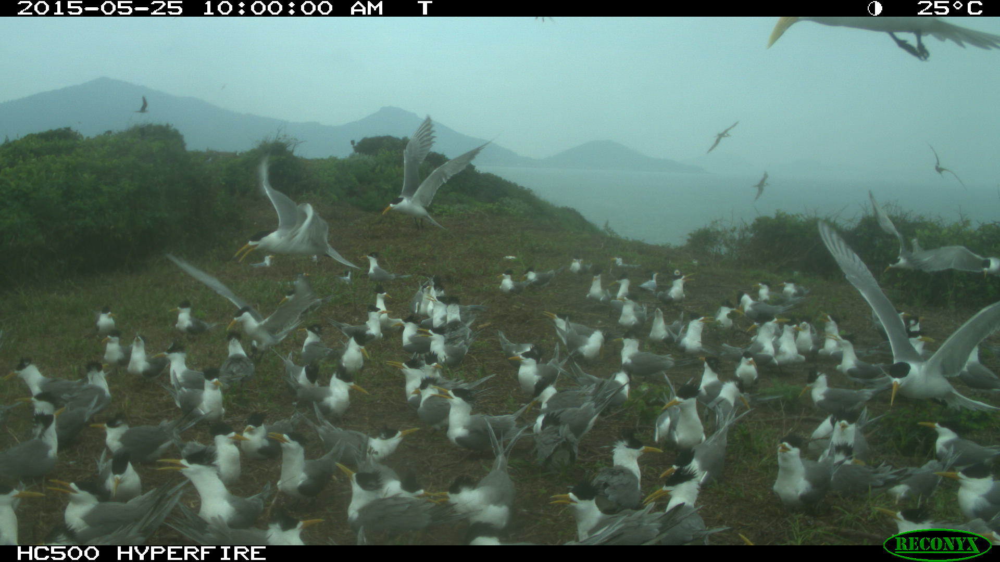 2015-05-25 10:00:00 AM T 25°C
HC500 HYPERFIRE
RECONYX